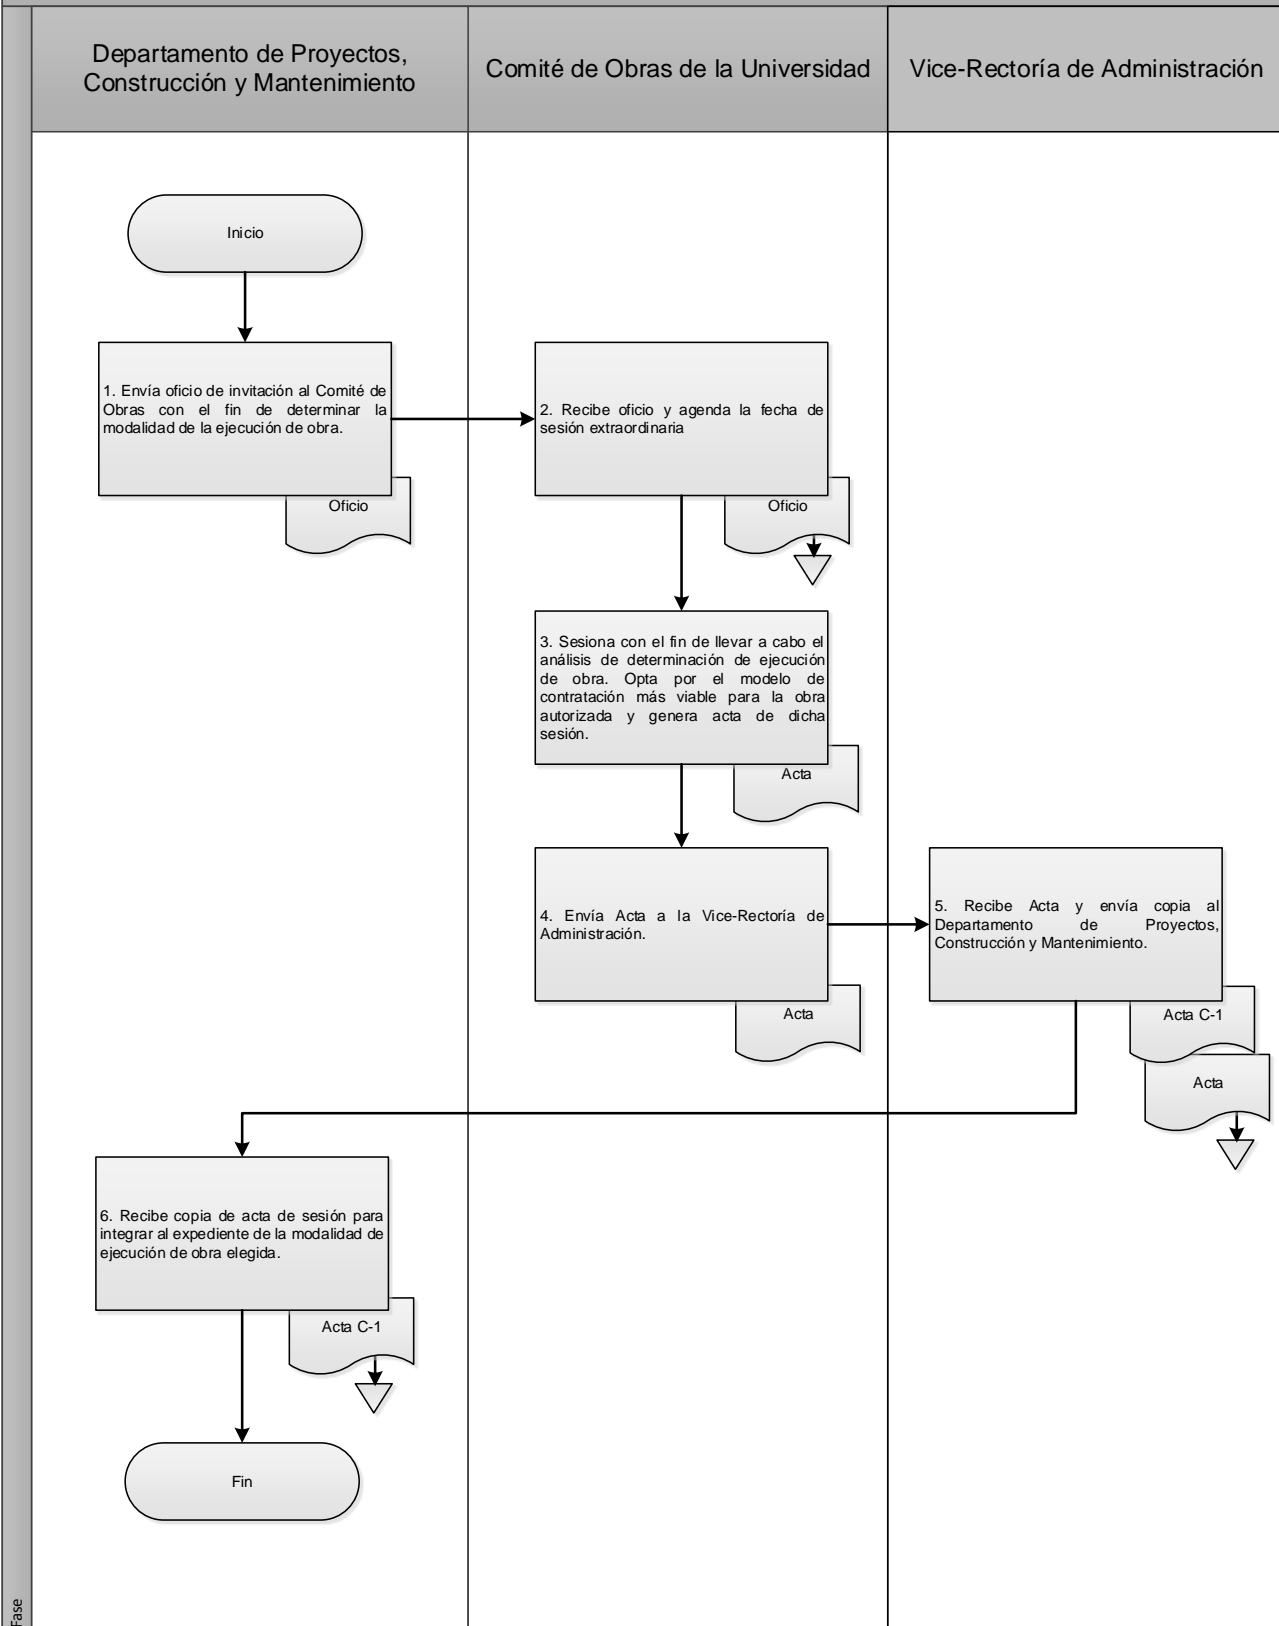 Departamento de Proyectos,
Construcción y Mantenimiento
Comité de Obras de la Universidad
Vice-Rectoría de Administración
Inicio
1. Envía oficio de invitación al Comité de
Obras con el fin de determinar la
modalidad de la ejecución de obra.
Oficio
2. Recibe oficio y agenda la fecha de
sesión extraordinaria
Oficio
3. Sesiona con el fin de llevar a cabo el
análisis de determinación de ejecución
de obra. Opta por el modelo de
contratación más viable para la obra
autorizada y genera acta de dicha
sesión.
Acta
4. Envía Acta a la Vice-Rectoría de
Administración.
Acta
5. Recibe Acta y envía copia al
Departamento de Proyectos,
Construcción y Mantenimiento.
Acta C-1
Acta
6. Recibe copia de acta de sesión para
integrar al expediente de la modalidad de
ejecución de obra elegida.
Acta C-1
Fin
Fase